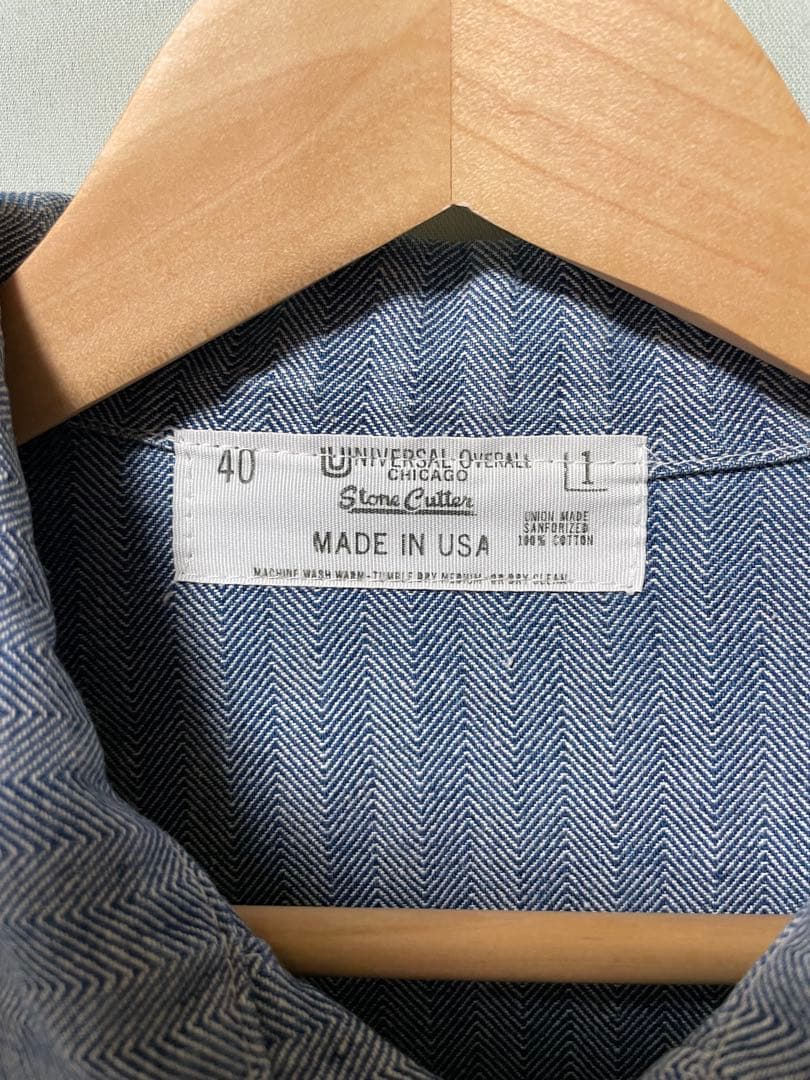 40
UNIVERSAL OVERALL
CHICAGO
Stone Cutter
MADE IN USA
1
UNION MADE
SANFORIZED
100% COTTON
MACHINE WASH WARM-TUMBLE DRY MEDIUM-OR DRY CLEAN